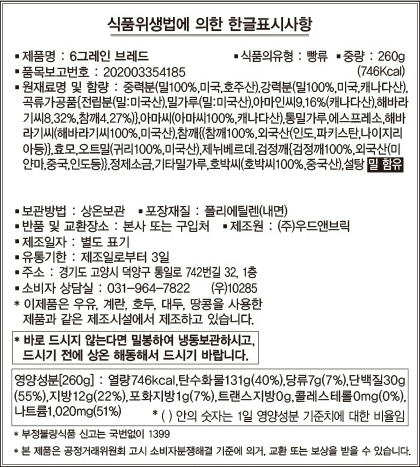 식품위생법에 의한 한글표시사항
▪제품명 : 6그레인 브레드 ▪식품의유형 : 빵류 ▪중량 : 260g
▪품목보고번호 : 202003354185 (746Kcal)
▪원재료명 및 함량 : 중력분(밀100%,미국,호주산),강력분(밀100%,미국,캐나다산),
곡류가공품{전립분(밀:미국산),밀가루(밀:미국산),아마인씨9.16%(캐나다산),해바라
기씨8.32%,참깨4.27%)},아마씨(아마씨100%,캐나다산),통밀가루,에스프레소,해바
라기씨(해바라기씨100%,미국산),참깨{(참깨100%,외국산(인도,파키스탄,나이지리
아등)},효모,오트밀(귀리100%,미국산),제뉘베르데,검정깨{검정깨100%,외국산(미
얀마,중국,인도등)},정제소금,기타밀가루,호박씨(호박씨100%,중국산),설탕 밀 함유
▪보관방법 : 상온보관 ▪포장재질 : 폴리에틸렌(내면)
▪반품 및 교환장소 : 본사 또는 구입처 ▪제조원 : (주)우드앤브릭
▪제조일자 : 별도 표기
▪유통기한 : 제조일로부터 3일
▪주소 : 경기도 고양시 덕양구 통일로 742번길 32, 1층
▪소비자 상담실 : 031-964-7822 (우)10285
* 이제품은 우유, 계란, 호두, 대두, 땅콩을 사용한
제품과 같은 제조시설에서 제조하고 있습니다.
* 바로 드시지 않는다면 밀봉하여 냉동보관하시고,
드시기 전에 상온 해동해서 드시기 바랍니다.
영양성분[260g] : 열량746kcal,탄수화물131g(40%),당류7g(7%),단백질30g
(55%),지방12g(22%),포화지방1g(7%),트랜스지방0g,콜레스테롤0mg(0%),
나트륨1,020mg(51%) * ( ) 안의 숫자는 1일 영양성분 기준치에 대한 비율임
* 부정불량식품 신고는 국번없이 1399
* 본 제품은 공정거래위원회 고시 소비자분쟁해결 기준에 의거, 교환 또는 보상을 받을 수 있습니다.